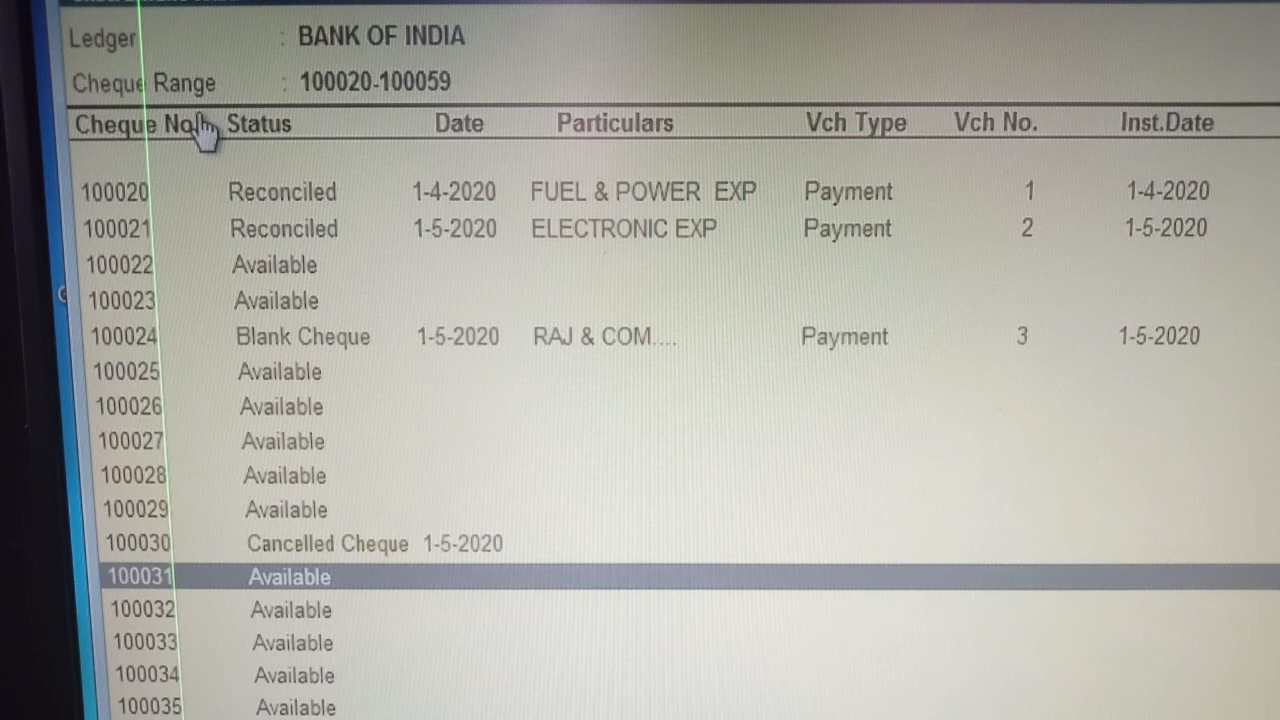 Ledger : BANK OF INDIA
Cheque Range : 100020-100059
Cheque No. Status Date Particulars Vch Type Vch No. Inst.Date
100020 Reconciled 1-4-2020 FUEL & POWER EXP Payment 1 1-4-2020
100021 Reconciled 1-5-2020 ELECTRONIC EXP Payment 2 1-5-2020
100022 Available
100023 Available
100024 Blank Cheque 1-5-2020 RAJ & COM.... Payment 3 1-5-2020
100025 Available
100026 Available
100027 Available
100028 Available
100029 Available
100030 Cancelled Cheque 1-5-2020
100031 Available
100032 Available
100033 Available
100034 Available
100035 Available